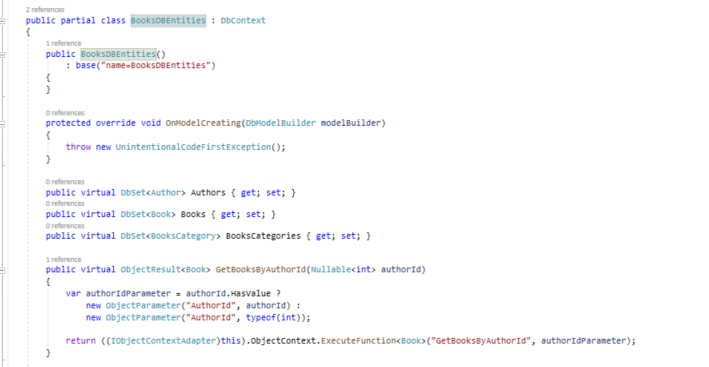 2 references
public partial class BooksDBEntities : DbContext
{
1 reference
public BooksDBEntities()
: base("name=BooksDBEntities")
{
}
0 references
protected override void OnModelCreating(DbModelBuilder modelBuilder)
{
throw new UnintentionalCodeFirstException();
}
0 references
public virtual DbSet<Author> Authors { get; set; }
0 references
public virtual DbSet<Book> Books { get; set; }
0 references
public virtual DbSet<BooksCategory> BooksCategories { get; set; }
1 reference
public virtual ObjectResult<Book> GetBooksByAuthorId(Nullable<int> authorId)
{
var authorIdParameter = authorId.HasValue ?
new ObjectParameter("AuthorId", authorId) :
new ObjectParameter("AuthorId", typeof(int));
return ((IObjectContextAdapter)this).ObjectContext.ExecuteFunction<Book>("GetBooksByAuthorId", authorIdParameter);
}